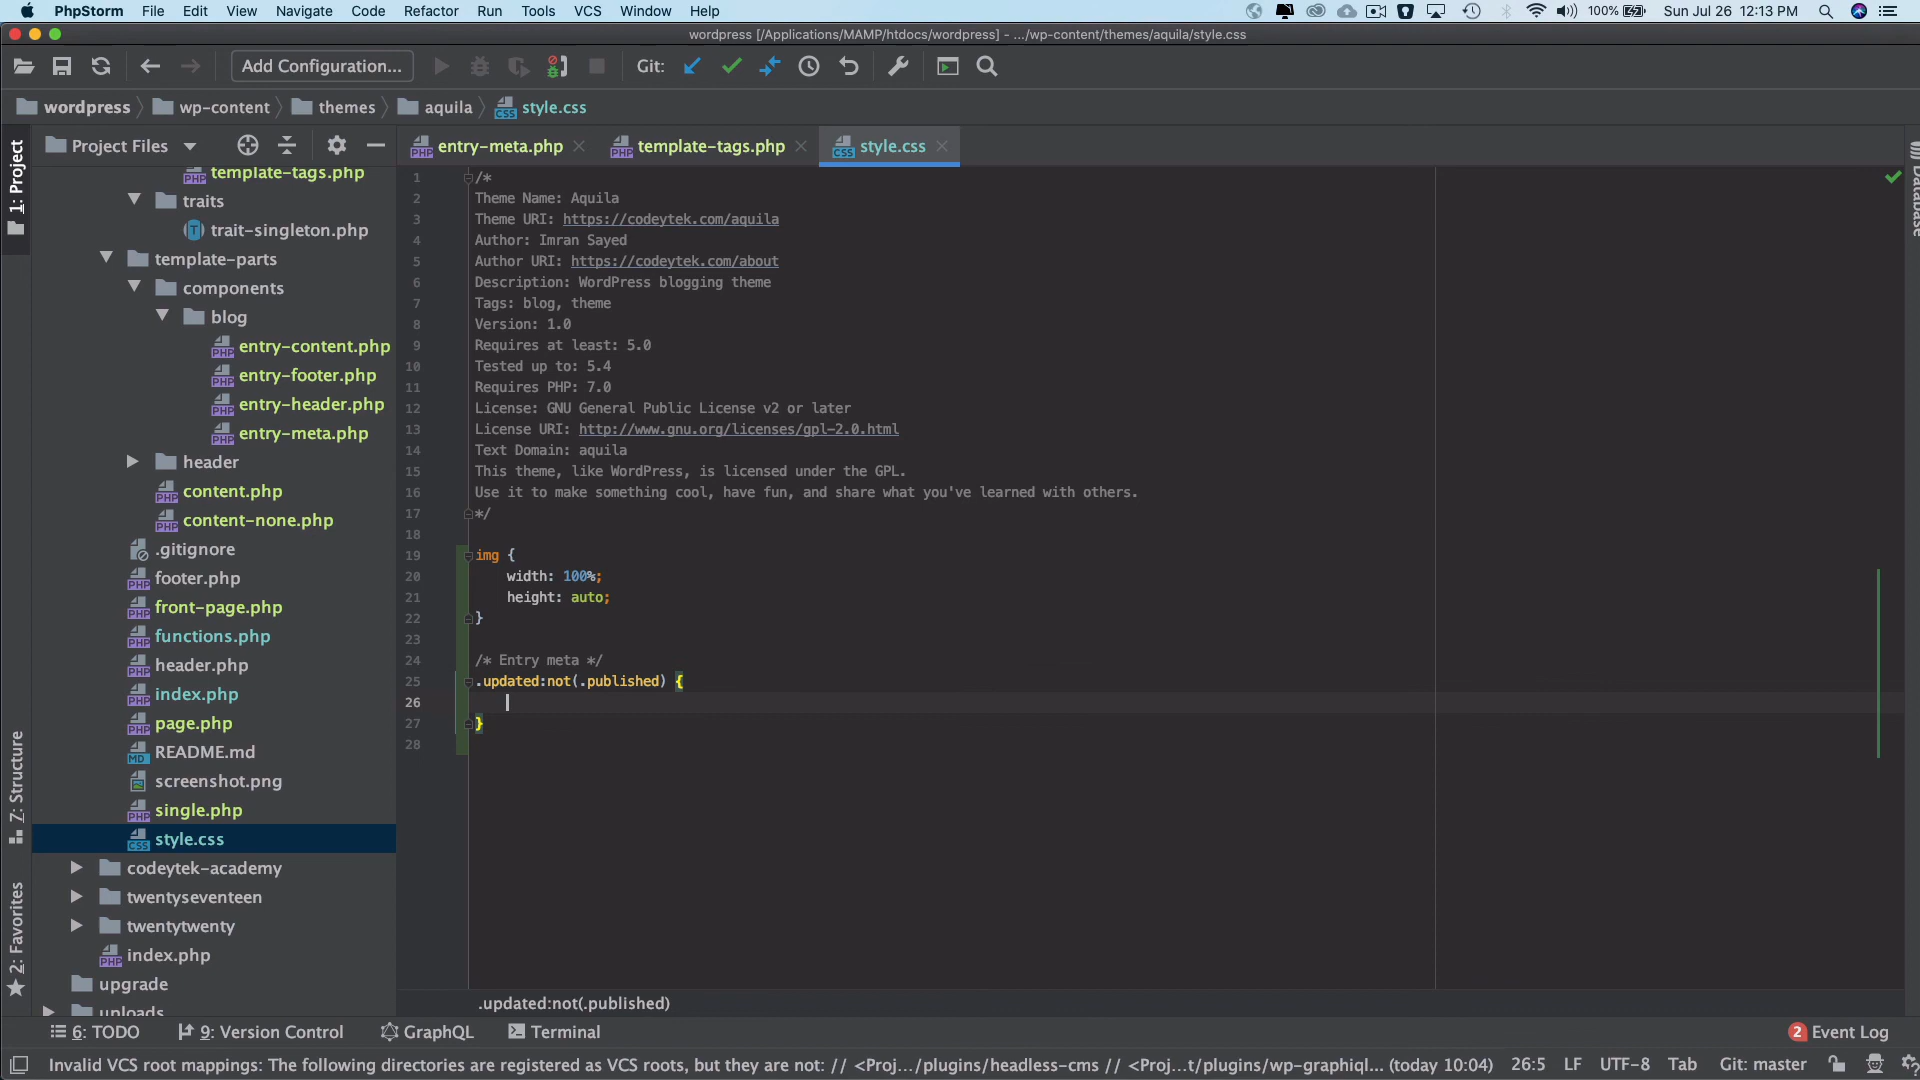 PhpStorm File Edit View Navigate Code Refactor Run Tools VCS Window Help 100% Sun Jul 26 12:13 PM
wordpress [/Applications/MAMP/htdocs/wordpress] - .../wp-content/themes/aquila/style.css
Add Configuration... Git:
wordpress wp-content themes aquila style.css
1: Project
Project Files
entry-meta.php template-tags.php style.css
Database
template-tags.php
traits
trait-singleton.php
template-parts
components
blog
entry-content.php
entry-footer.php
entry-header.php
entry-meta.php
header
content.php
content-none.php
.gitignore
footer.php
front-page.php
functions.php
header.php
index.php
page.php
README.md
screenshot.png
single.php
style.css
codeytek-academy
twentyseventeen
twentytwenty
index.php
upgrade
uploads
Z: Structure
2: Favorites
1 /*
2 Theme Name: Aquila
3 Theme URI: https://codeytek.com/aquila
4 Author: Imran Sayed
5 Author URI: https://codeytek.com/about
6 Description: WordPress blogging theme
7 Tags: blog, theme
8 Version: 1.0
9 Requires at least: 5.0
10 Tested up to: 5.4
11 Requires PHP: 7.0
12 License: GNU General Public License v2 or later
13 License URI: http://www.gnu.org/licenses/gpl-2.0.html
14 Text Domain: aquila
15 This theme, like WordPress, is licensed under the GPL.
16 Use it to make something cool, have fun, and share what you've learned with others.
17 */
18
19 img {
20 width: 100%;
21 height: auto;
22 }
23
24 /* Entry meta */
25 .updated:not(.published) {
26
27 }
28
.updated:not(.published)
6: TODO 9: Version Control GraphQL Terminal 2 Event Log
Invalid VCS root mappings: The following directories are registered as VCS roots, but they are not: // <Proj.../plugins/headless-cms // <Proj...t/plugins/wp-graphiql... (today 10:04) 26:5 LF UTF-8 Tab Git: master